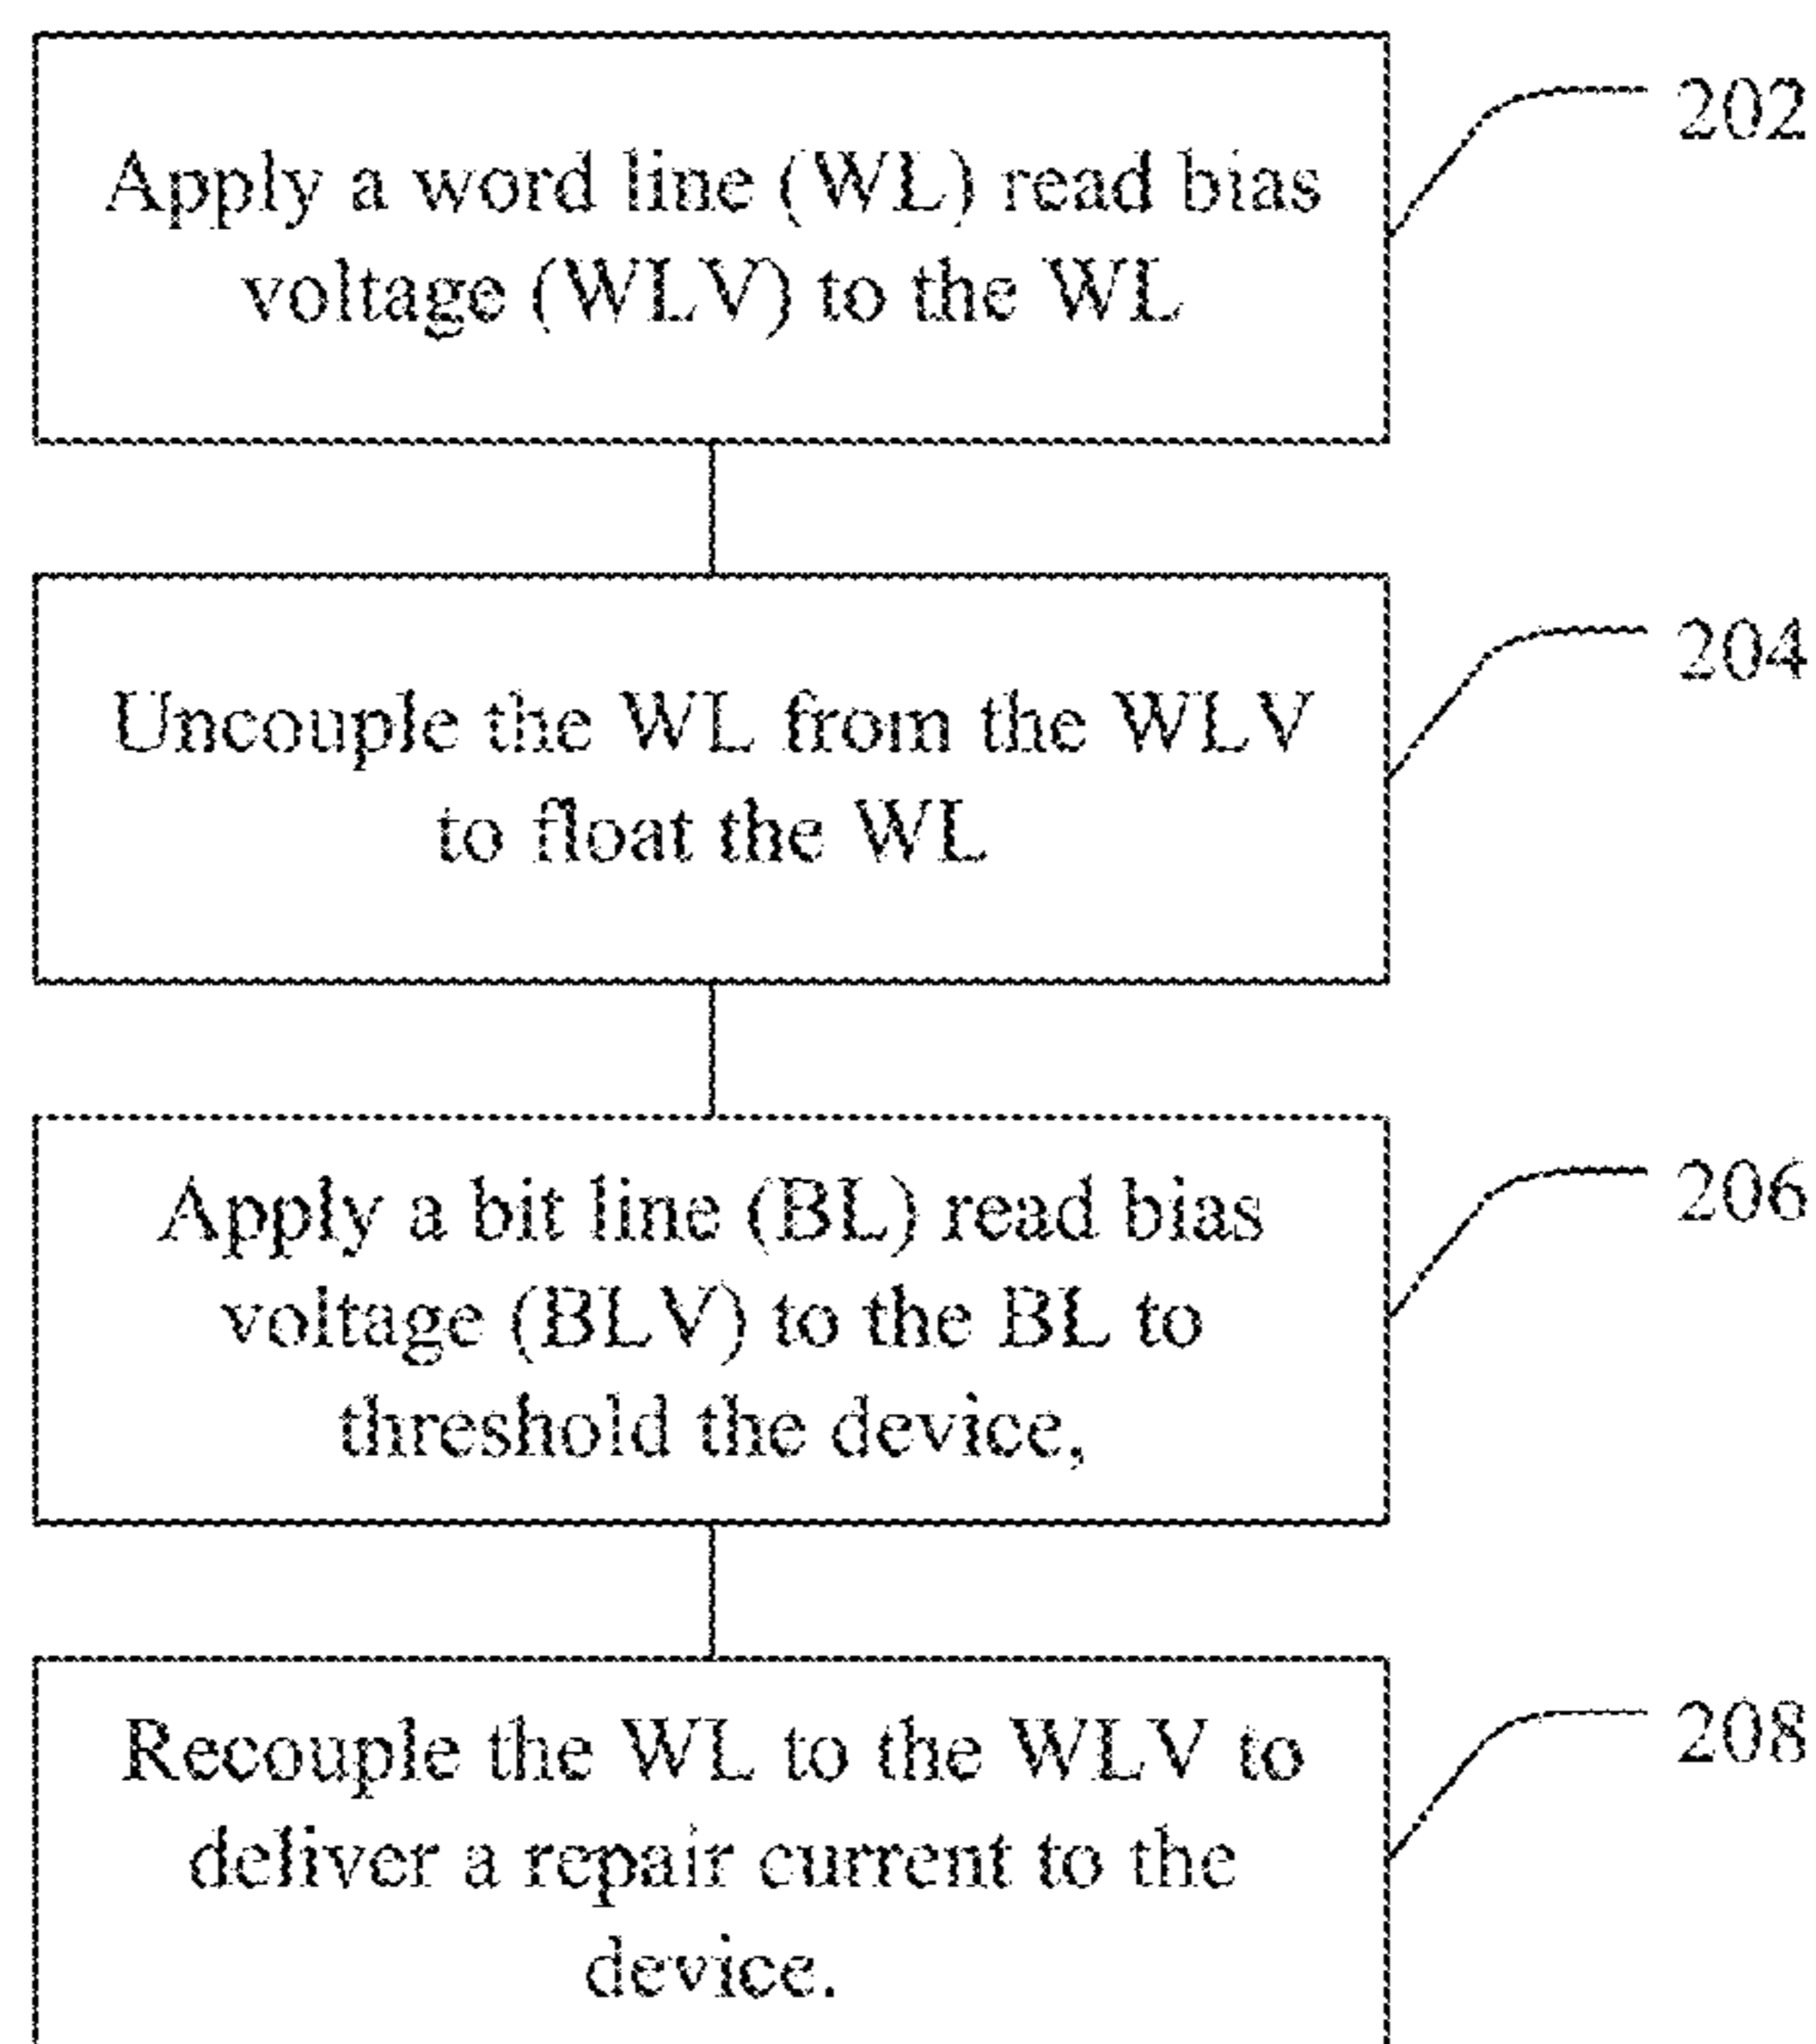 Apply a word line (WL) read bias
voltage (WLV) to the WL
202
Uncouple the WL from the WLV
to float the WL
204
Apply a bit line (BL) read bias
voltage (BLV) to the BL to
threshold the device,
206
Recouple the WL to the WLV to
deliver a repair current to the
device.
208